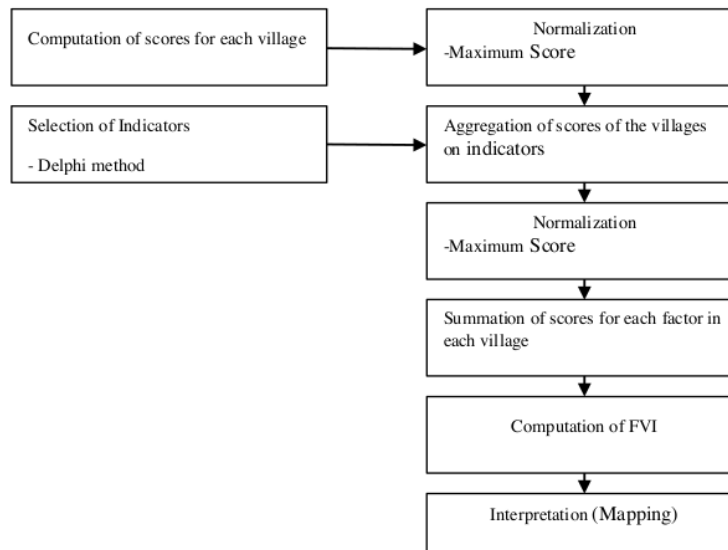 Computation of scores for each village
Normalization
-Maximum Score
Selection of Indicators
- Delphi method
Aggregation of scores of the villages
on indicators
Normalization
-Maximum Score
Summation of scores for each factor in
each village
Computation of FVI
Interpretation (Mapping)